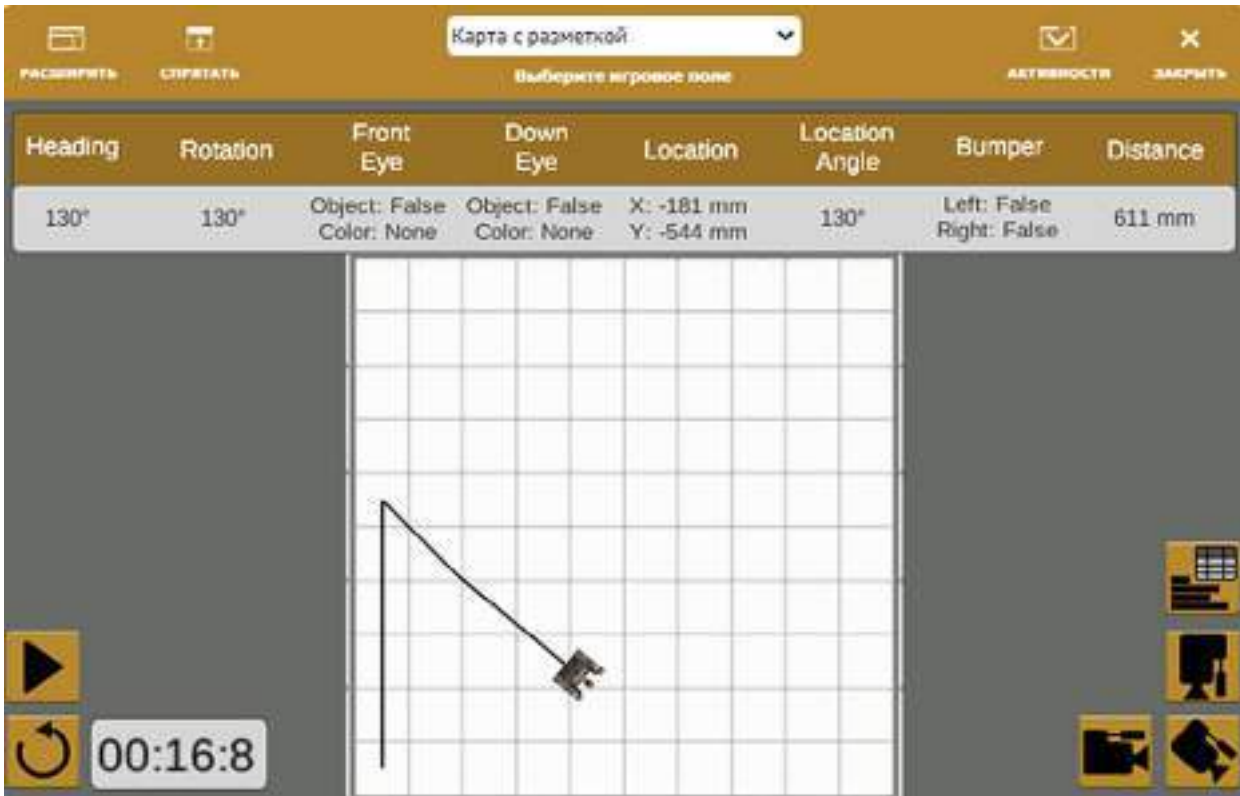 Карта с разметкой
РАСШИРИТЬ
СПРЯТАТЬ
Выберите игровое поле
АКТИВНОСТИ
ЗАКРЫТЬ
Heading
Rotation
Front
Eye
Down
Eye
Location
Location
Angle
Bumper
Distance
130°
130°
Object: False
Color: None
Object: False
Color: None
X: -181 mm
Y: -544 mm
130°
Left: False
Right: False
611 mm
00:16:8